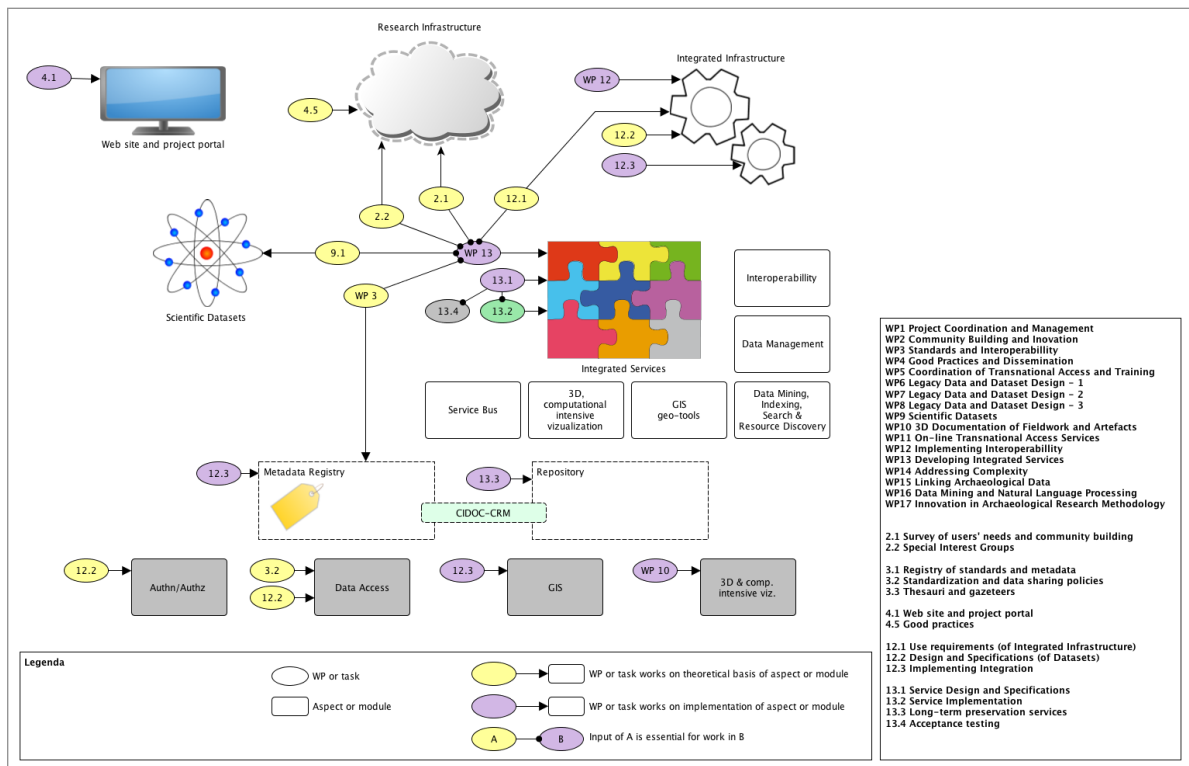 Research Infrastructure
Integrated Infrastructure
4.1
WP 12
4.5
12.2
Web site and project portal
12.3
2.1
12.1
2.2
9.1
WP 13
WP 3
13.1
13.4
13.2
Interoperabillity
Scientific Datasets
Data Management
Integrated Services
Service Bus
3D,
computational
intensive
vizualization
GIS
geo-tools
Data Mining,
Indexing,
Search &
Resource Discovery
12.3
Metadata Registry
13.3
Repository
CIDOC-CRM
12.2
Authn/Authz
3.2
12.2
Data Access
12.3
GIS
WP 10
3D & comp.
intensive viz.
WP1 Project Coordination and Management
WP2 Community Building and Inovation
WP3 Standards and Interoperabillity
WP4 Good Practices and Dissemination
WP5 Coordination of Transnational Access and Training
WP6 Legacy Data and Dataset Design - 1
WP7 Legacy Data and Dataset Design - 2
WP8 Legacy Data and Dataset Design - 3
WP9 Scientific Datasets
WP10 3D Documentation of Fieldwork and Artefacts
WP11 On-line Transnational Access Services
WP12 Implementing Interoperabillity
WP13 Developing Integrated Services
WP14 Addressing Complexity
WP15 Linking Archaeological Data
WP16 Data Mining and Natural Language Processing
WP17 Innovation in Archaeological Research Methodology
2.1 Survey of users' needs and community building
2.2 Special Interest Groups
3.1 Registry of standards and metadata
3.2 Standardization and data sharing policies
3.3 Thesauri and gazeteers
4.1 Web site and project portal
4.5 Good practices
12.1 Use requirements (of Integrated Infrastructure)
12.2 Design and Specifications (of Datasets)
12.3 Implementing Integration
13.1 Service Design and Specifications
13.2 Service Implementation
13.3 Long-term preservation services
13.4 Acceptance testing
Legenda
WP or task
Aspect or module
WP or task works on theoretical basis of aspect or module
WP or task works on implementation of aspect or module
A
B
Input of A is essential for work in B